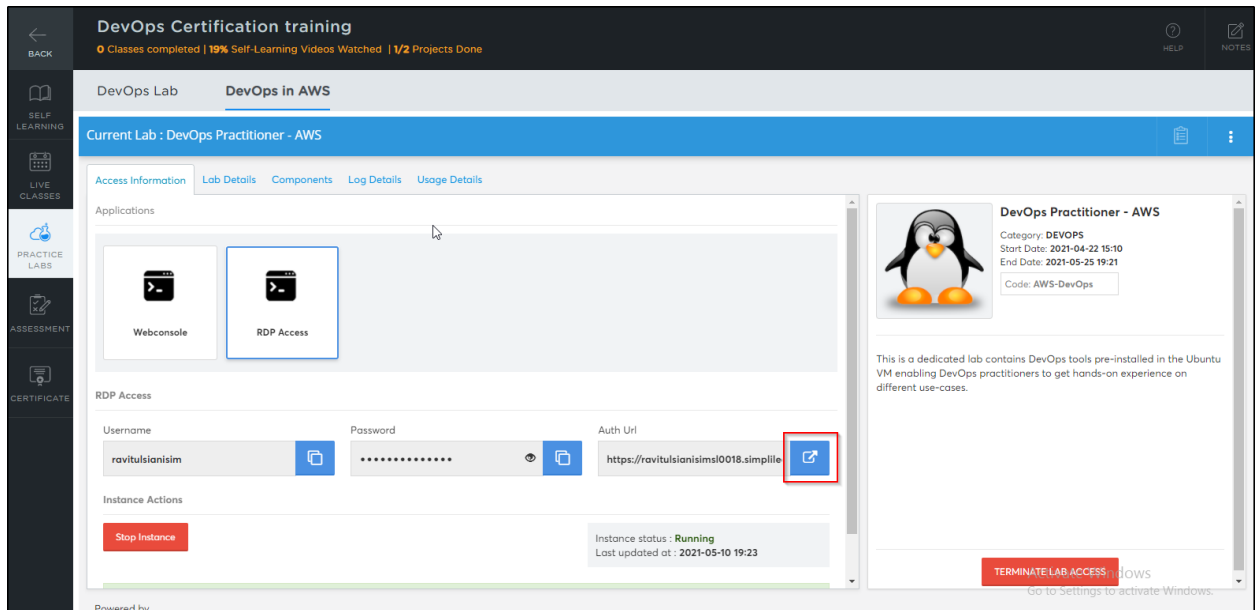 BACK
DevOps Certification training
0 Classes completed | 19% Self-Learning Videos Watched | 1/2 Projects Done
HELP
NOTES
SELF
LEARNING
LIVE
CLASSES
PRACTICE
LABS
ASSESSMENT
CERTIFICATE
DevOps Lab
DevOps in AWS
Current Lab : DevOps Practitioner - AWS
Access Information
Lab Details
Components
Log Details
Usage Details
Applications
Webconsole
RDP Access
RDP Access
Username
Password
Auth Url
ravitulsianisim
••••••••••••••
https://ravitulsianisimsl0018.simplile
Instance Actions
Stop Instance
Instance status : Running
Last updated at : 2021-05-10 19:23
Powered by
DevOps Practitioner - AWS
Category: DEVOPS
Start Date: 2021-04-22 15:10
End Date: 2021-05-25 19:21
Code: AWS-DevOps
This is a dedicated lab contains DevOps tools pre-installed in the Ubuntu
VM enabling DevOps practitioners to get hands-on experience on
different use-cases.
TERMINATE LAB ACCESS
Activate Windows
Go to Settings to activate Windows.